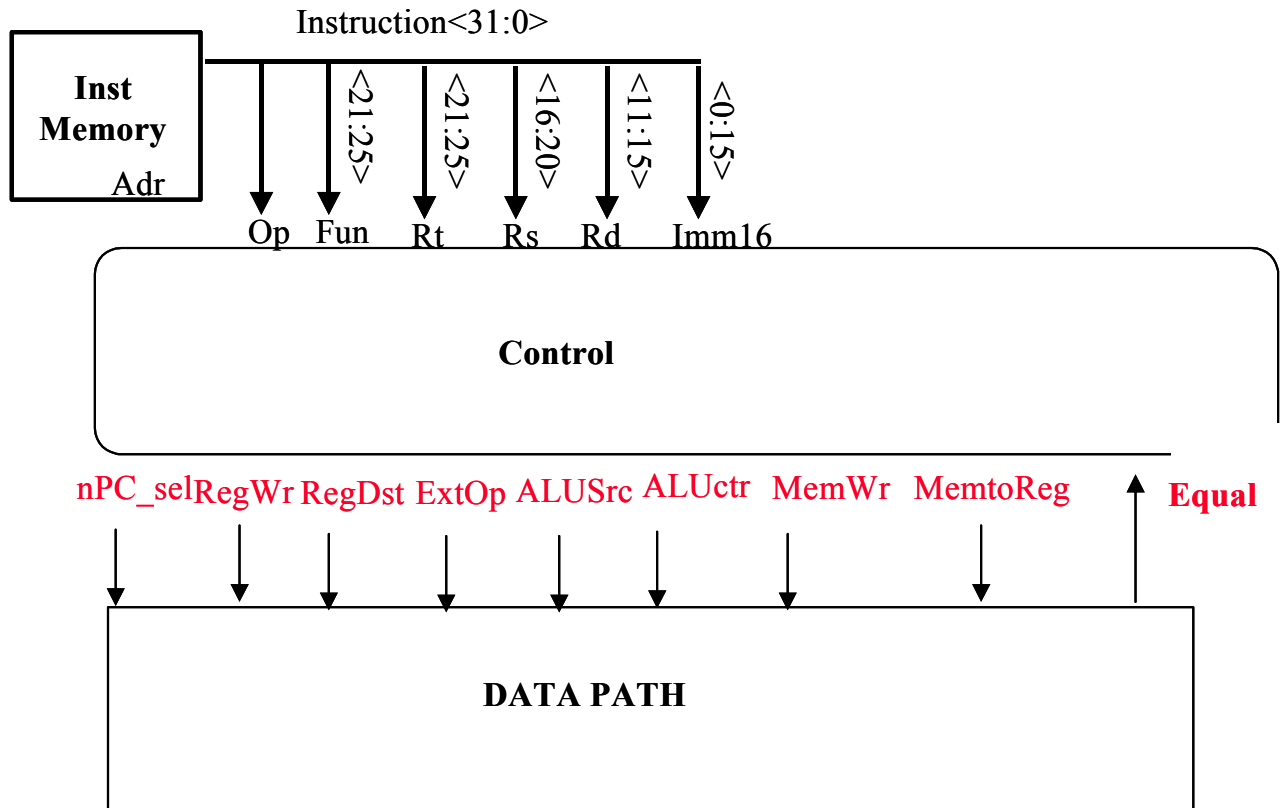 Instruction<31:0>
Inst
Memory
Adr
<21:25>
<21:25>
<16:20>
<11:15>
<0:15>
Op Fun Rt Rs Rd Imm16
Control
nPC_sel RegWr RegDst ExtOp ALUSrc ALUctr MemWr MemtoReg Equal
DATA PATH